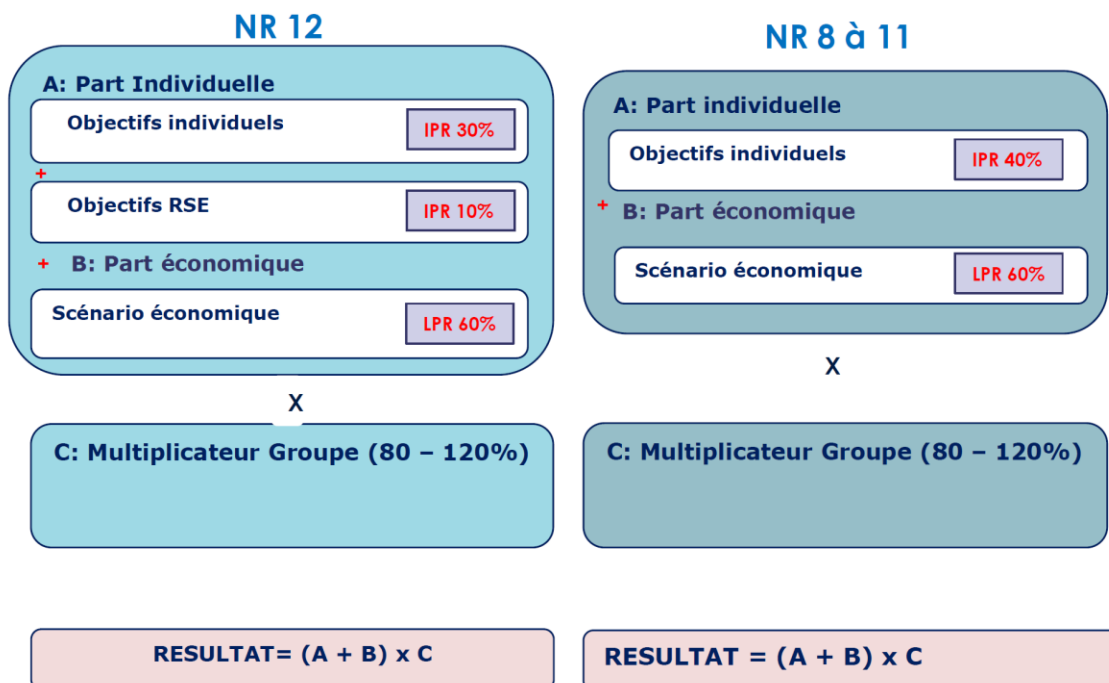 NR 12
A: Part Individuelle
Objectifs individuels
IPR 30%
+
Objectifs RSE
IPR 10%
+ B: Part économique
Scénario économique
LPR 60%
X
C: Multiplicateur Groupe (80 – 120%)
RESULTAT= (A + B) x C
NR 8 à 11
A: Part individuelle
Objectifs individuels
IPR 40%
+ B: Part économique
Scénario économique
LPR 60%
X
C: Multiplicateur Groupe (80 – 120%)
RESULTAT = (A + B) x C